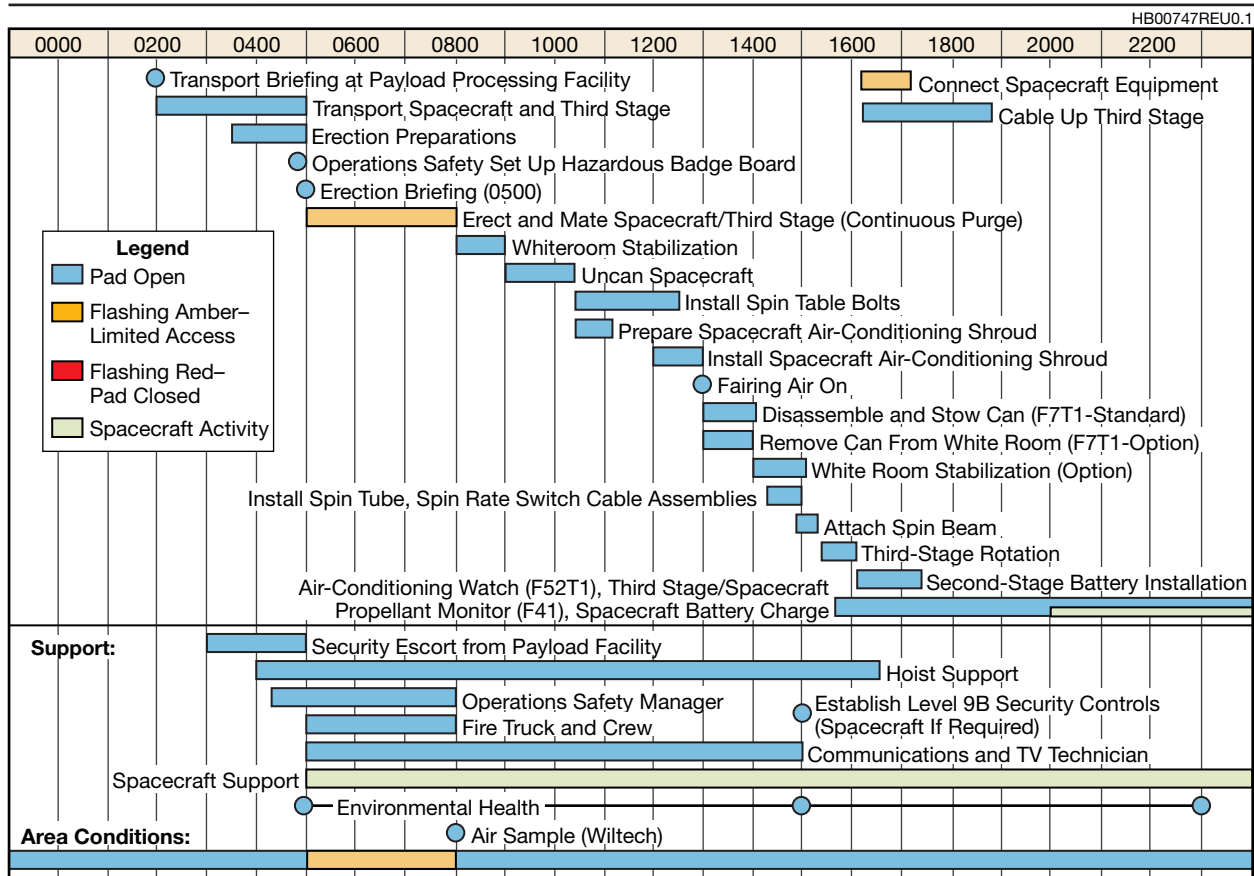 HB00747REU0.1
0000 0200 0400 0600 0800 1000 1200 1400 1600 1800 2000 2200
Transport Briefing at Payload Processing Facility
Connect Spacecraft Equipment
Transport Spacecraft and Third Stage
Cable Up Third Stage
Erection Preparations
Operations Safety Set Up Hazardous Badge Board
Erection Briefing (0500)
Erect and Mate Spacecraft/Third Stage (Continuous Purge)
Legend
Pad Open
Flashing Amber–
Limited Access
Flashing Red–
Pad Closed
Spacecraft Activity
Whiteroom Stabilization
Uncan Spacecraft
Install Spin Table Bolts
Prepare Spacecraft Air-Conditioning Shroud
Install Spacecraft Air-Conditioning Shroud
Fairing Air On
Disassemble and Stow Can (F7T1-Standard)
Remove Can From White Room (F7T1-Option)
White Room Stabilization (Option)
Install Spin Tube, Spin Rate Switch Cable Assemblies
Attach Spin Beam
Third-Stage Rotation
Second-Stage Battery Installation
Air-Conditioning Watch (F52T1), Third Stage/Spacecraft
Propellant Monitor (F41), Spacecraft Battery Charge
Support:
Security Escort from Payload Facility
Hoist Support
Operations Safety Manager
Establish Level 9B Security Controls
(Spacecraft If Required)
Fire Truck and Crew
Communications and TV Technician
Spacecraft Support
Environmental Health
Area Conditions:
Air Sample (Wiltech)